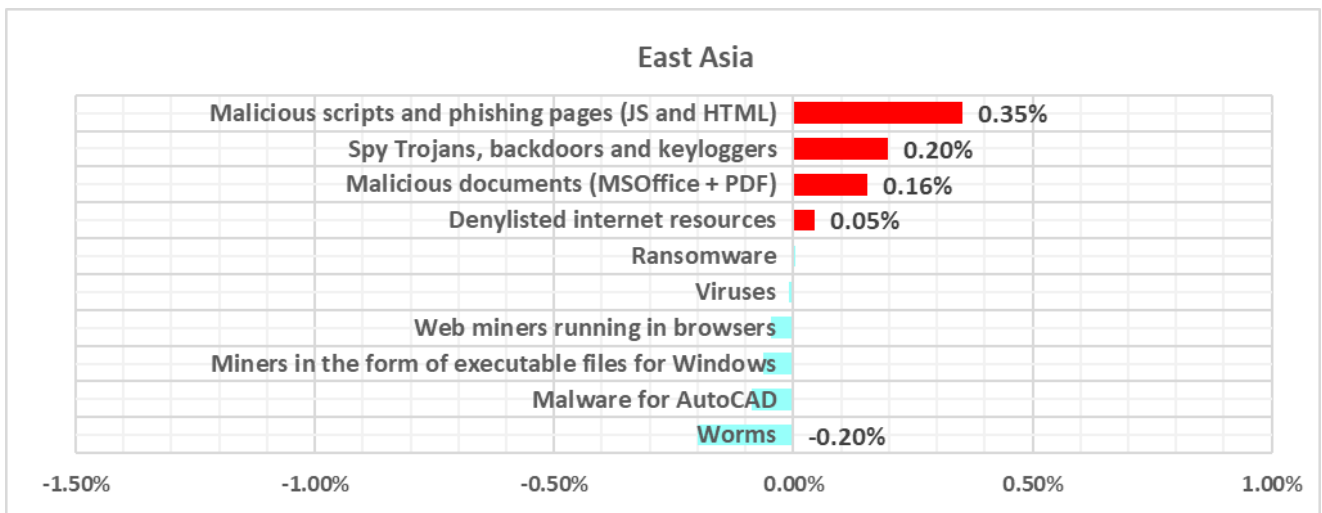 East Asia
Malicious scripts and phishing pages (JS and HTML) 0.35%
Spy Trojans, backdoors and keyloggers 0.20%
Malicious documents (MSOffice + PDF) 0.16%
Denylisted internet resources 0.05%
Ransomware
Viruses
Web miners running in browsers
Miners in the form of executable files for Windows
Malware for AutoCAD
Worms -0.20%
-1.50% -1.00% -0.50% 0.00% 0.50% 1.00%